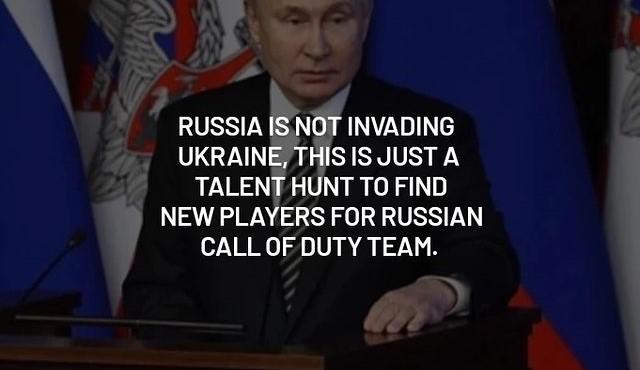 RUSSIA IS NOT INVADING
UKRAINE, THIS IS JUST A
TALENT HUNT TO FIND
NEW PLAYERS FOR RUSSIAN
CALL OF DUTY TEAM.